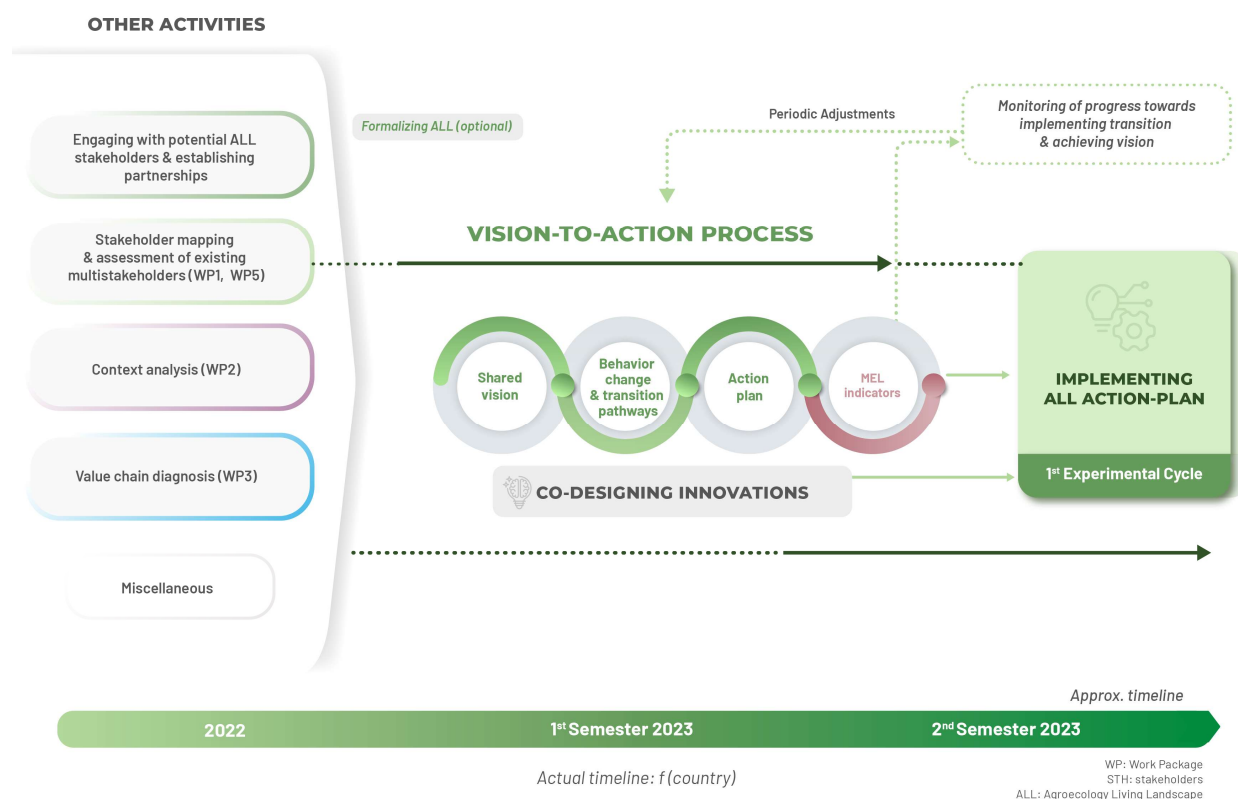 OTHER ACTIVITIES
Engaging with potential ALL
stakeholders & establishing
partnerships
Stakeholder mapping
& assessment of existing
multistakeholders (WP1, WP5)
Context analysis (WP2)
Value chain diagnosis (WP3)
Miscellaneous
Formalizing ALL (optional)
Periodic Adjustments
Monitoring of progress towards
implementing transition
& achieving vision
VISION-TO-ACTION PROCESS
Shared
vision
Behavior
change
& transition
pathways
Action
plan
MEL
indicators
CO-DESIGNING INNOVATIONS
IMPLEMENTING
ALL ACTION-PLAN
1st Experimental Cycle
Approx. timeline
2022
1st Semester 2023
2nd Semester 2023
Actual timeline: f (country)
WP: Work Package
STH: stakeholders
ALL: Agroecology Living Landscape